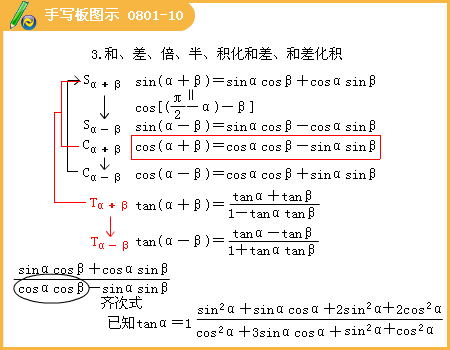 手写板图示 0801-10
3.和、差、倍、半、积化和差、和差化积
Sα+β sin(α+β)=sinαcosβ+cosαsinβ
‖
cos[(π/2-α)-β]
Sα-β sin(α-β)=sinαcosβ-cosαsinβ
Cα+β cos(α+β)=cosαcosβ-sinαsinβ
Cα-β cos(α-β)=cosαcosβ+sinαsinβ
Tα+β tan(α+β)=(tanα+tanβ)/(1-tanαtanβ)
Tα-β tan(α-β)=(tanα-tanβ)/(1+tanαtanβ)
(sinαcosβ+cosαsinβ)/(cosαcosβ-sinαsinβ)
齐次式
已知tanα=1 (sin²α+sinαcosα+2sin²α+2cos²α)/(cos²α+3sinαcosα+sin²α+cos²α)